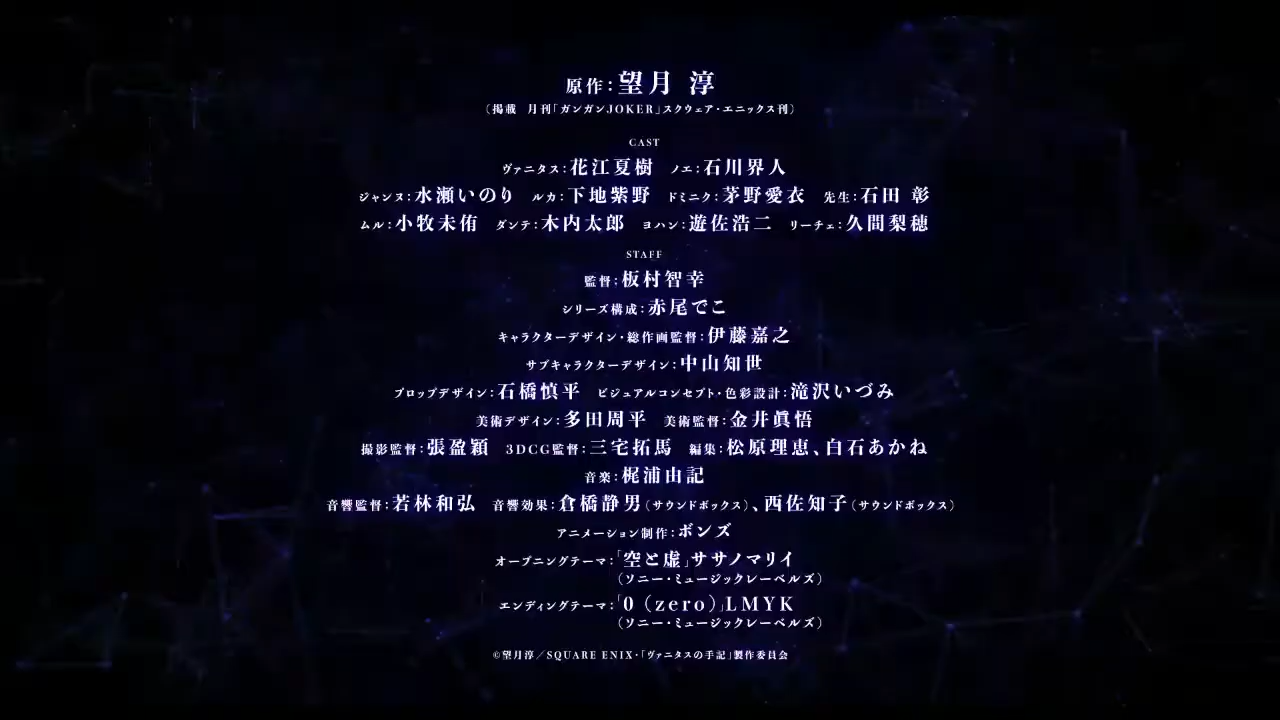 原作：望月 淳
（掲載　月刊「ガンガンJOKER」スクウェア・エニックス刊）
CAST
ヴァニタス：花江夏樹　ノエ：石川界人
ジャンヌ：水瀬いのり　ルカ：下地紫野　ドミニク：茅野愛衣　先生：石田 彰
ムル：小牧未侑　ダンテ：木内太郎　ヨハン：遊佐浩二　リーチェ：久間梨穂
STAFF
監督：板村智幸
シリーズ構成：赤尾でこ
キャラクターデザイン・総作画監督：伊藤嘉之
サブキャラクターデザイン：中山知世
プロップデザイン：石橋慎平　ビジュアルコンセプト・色彩設計：滝沢いづみ
美術デザイン：多田周平　美術監督：金井眞悟
撮影監督：張盈穎　3DCG監督：三宅拓馬　編集：松原理恵、白石あかね
音楽：梶浦由記
音響監督：若林和弘　音響効果：倉橋静男（サウンドボックス）、西佐知子（サウンドボックス）
アニメーション制作：ボンズ
オープニングテーマ：「空と虚」ササノマリイ
（ソニー・ミュージックレーベルズ）
エンディングテーマ：「0（zero）」LMYK
（ソニー・ミュージックレーベルズ）
©望月淳／SQUARE ENIX・「ヴァニタスの手記」製作委員会